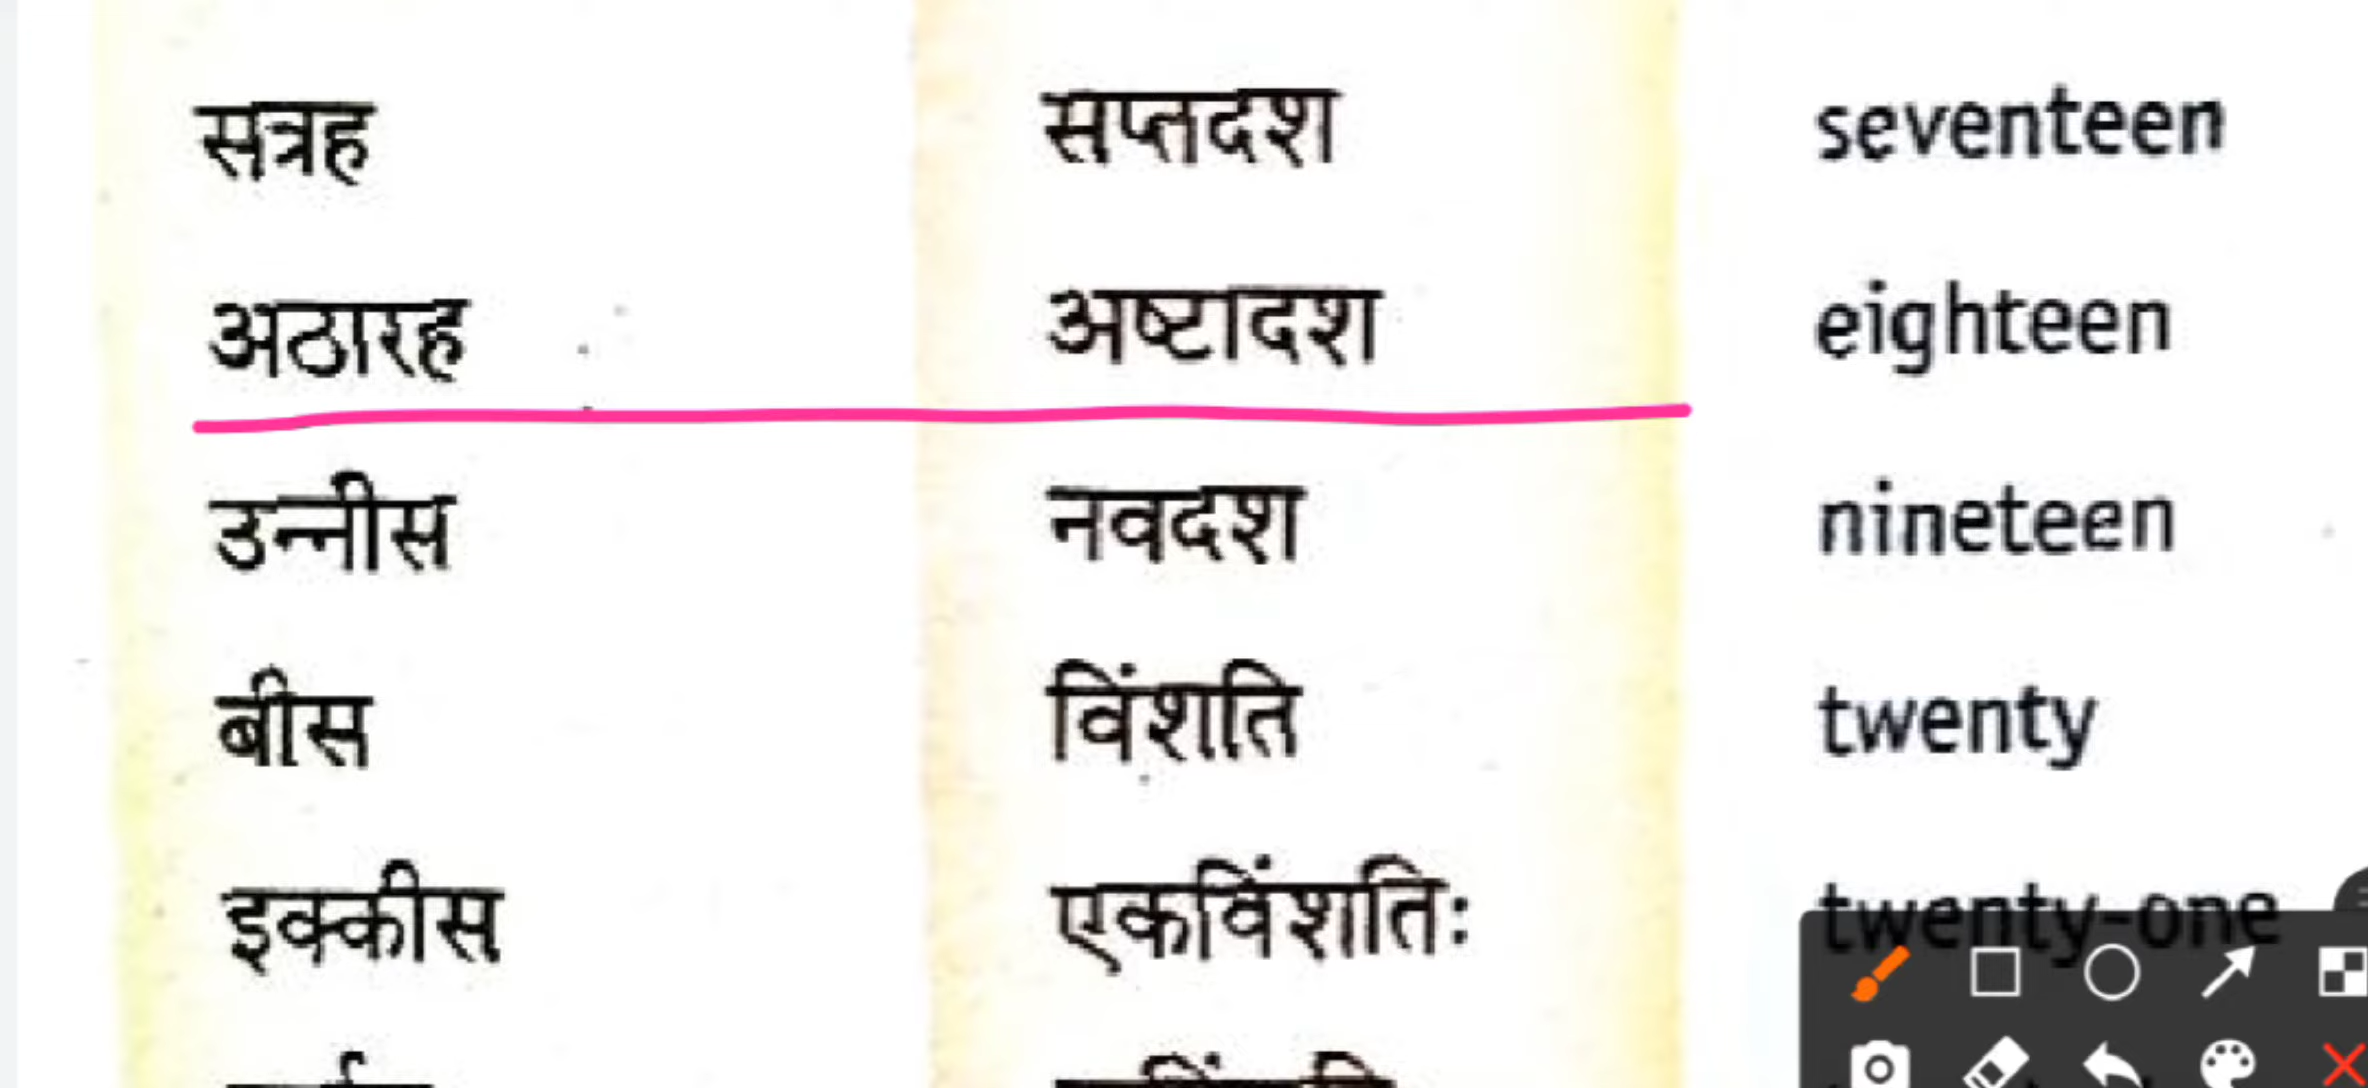 सत्रह सप्तदश seventeen
अठारह अष्टादश eighteen
उन्नीस नवदश nineteen
बीस विंशति twenty
इक्कीस एकविंशतिः twenty-one